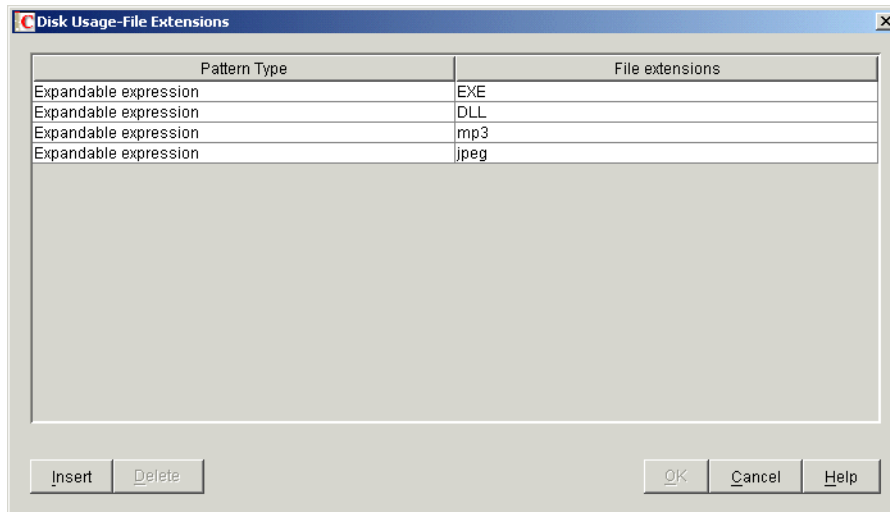 Disk Usage-File Extensions
Pattern Type File extensions
Expandable expression EXE
Expandable expression DLL
Expandable expression mp3
Expandable expression jpeg
Insert Delete OK Cancel Help